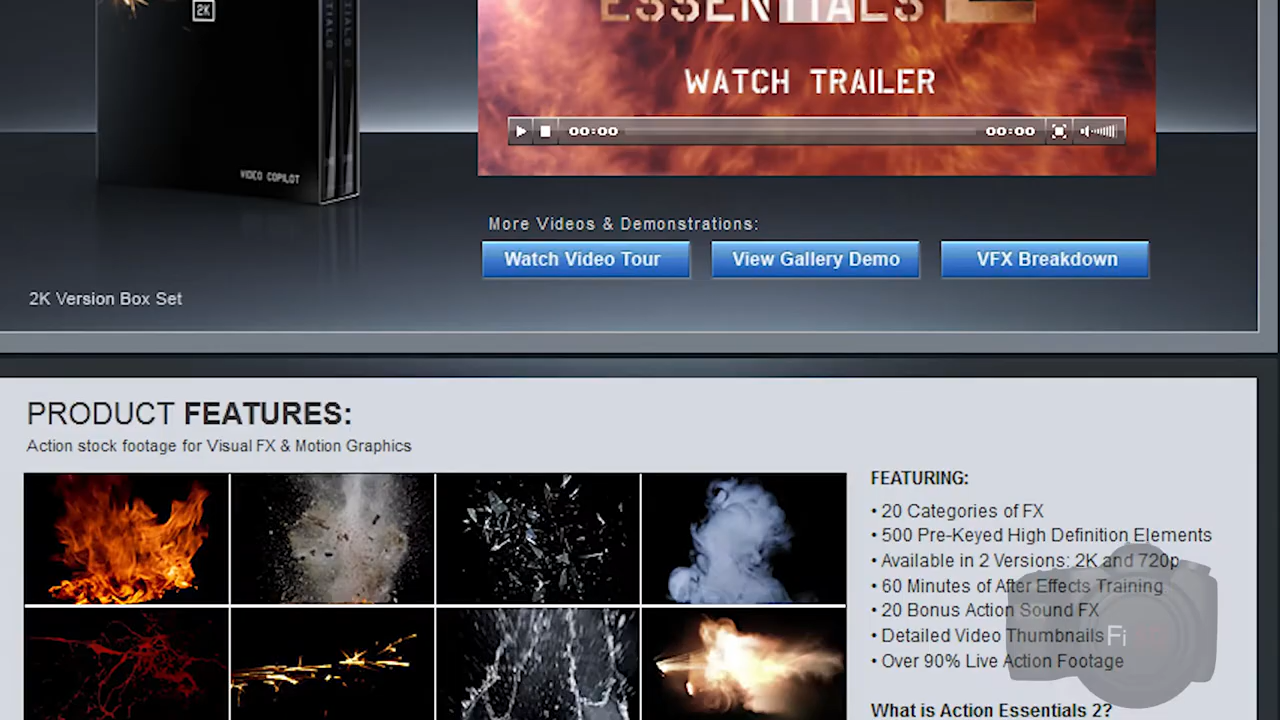 2K
ESSENTIALS 2
WATCH TRAILER
00:00
00:00
VIDEO COPILOT
More Videos & Demonstrations:
Watch Video Tour
View Gallery Demo
VFX Breakdown
2K Version Box Set
PRODUCT FEATURES:
Action stock footage for Visual FX & Motion Graphics
FEATURING:
• 20 Categories of FX
• 500 Pre-Keyed High Definition Elements
• Available in 2 Versions: 2K and 720p
• 60 Minutes of After Effects Training
• 20 Bonus Action Sound FX
• Detailed Video Thumbnails
• Over 90% Live Action Footage
What is Action Essentials 2?